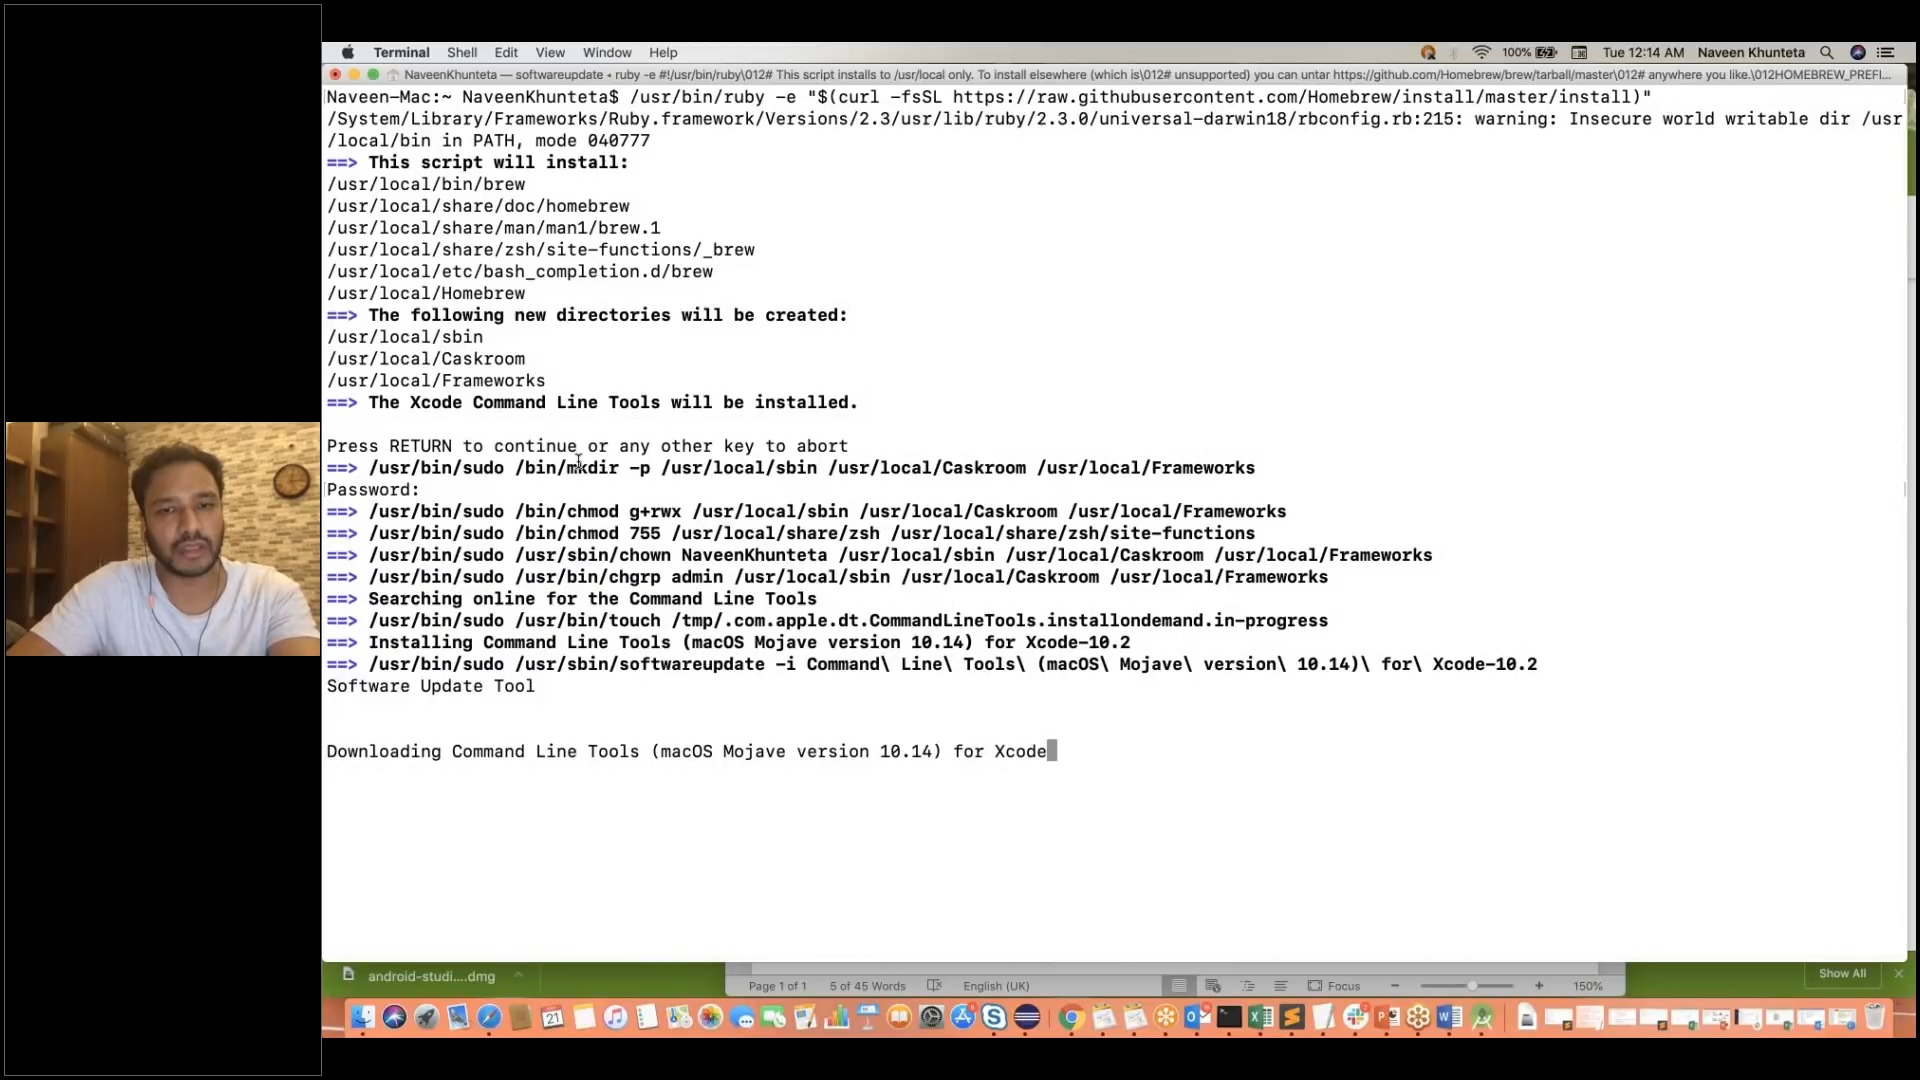 Terminal Shell Edit View Window Help 100% Tue 12:14 AM Naveen Khunteta
NaveenKhunteta — softwareupdate • ruby -e #!/usr/bin/ruby\012# This script installs to /usr/local only. To install elsewhere (which is\012# unsupported) you can untar https://github.com/Homebrew/brew/tarball/master\012# anywhere you like.\012HOMEBREW_PREFI...
Naveen-Mac:~ NaveenKhunteta$ /usr/bin/ruby -e "$(curl -fsSL https://raw.githubusercontent.com/Homebrew/install/master/install)"
/System/Library/Frameworks/Ruby.framework/Versions/2.3/usr/lib/ruby/2.3.0/universal-darwin18/rbconfig.rb:215: warning: Insecure world writable dir /usr
/local/bin in PATH, mode 040777
==> This script will install:
/usr/local/bin/brew
/usr/local/share/doc/homebrew
/usr/local/share/man/man1/brew.1
/usr/local/share/zsh/site-functions/_brew
/usr/local/etc/bash_completion.d/brew
/usr/local/Homebrew
==> The following new directories will be created:
/usr/local/sbin
/usr/local/Caskroom
/usr/local/Frameworks
==> The Xcode Command Line Tools will be installed.
Press RETURN to continue or any other key to abort
==> /usr/bin/sudo /bin/mkdir -p /usr/local/sbin /usr/local/Caskroom /usr/local/Frameworks
Password:
==> /usr/bin/sudo /bin/chmod g+rwx /usr/local/sbin /usr/local/Caskroom /usr/local/Frameworks
==> /usr/bin/sudo /bin/chmod 755 /usr/local/share/zsh /usr/local/share/zsh/site-functions
==> /usr/bin/sudo /usr/sbin/chown NaveenKhunteta /usr/local/sbin /usr/local/Caskroom /usr/local/Frameworks
==> /usr/bin/sudo /usr/bin/chgrp admin /usr/local/sbin /usr/local/Caskroom /usr/local/Frameworks
==> Searching online for the Command Line Tools
==> /usr/bin/sudo /usr/bin/touch /tmp/.com.apple.dt.CommandLineTools.installondemand.in-progress
==> Installing Command Line Tools (macOS Mojave version 10.14) for Xcode-10.2
==> /usr/bin/sudo /usr/sbin/softwareupdate -i Command\ Line\ Tools\ (macOS\ Mojave\ version\ 10.14)\ for\ Xcode-10.2
Software Update Tool
Downloading Command Line Tools (macOS Mojave version 10.14) for Xcode
android-studi....dmg Show All
Page 1 of 1 5 of 45 Words English (UK) Focus 150%
21